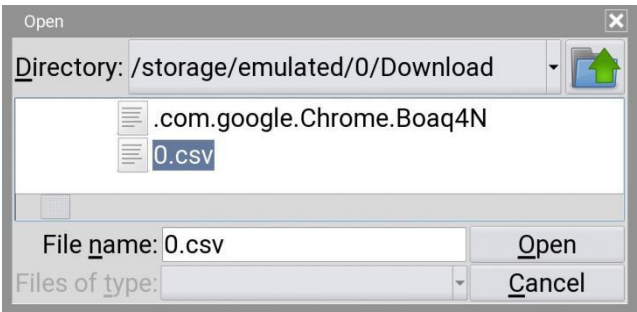 Open
Directory: /storage/emulated/0/Download
.com.google.Chrome.Boaq4N
0.csv
File name: 0.csv Open
Files of type: Cancel